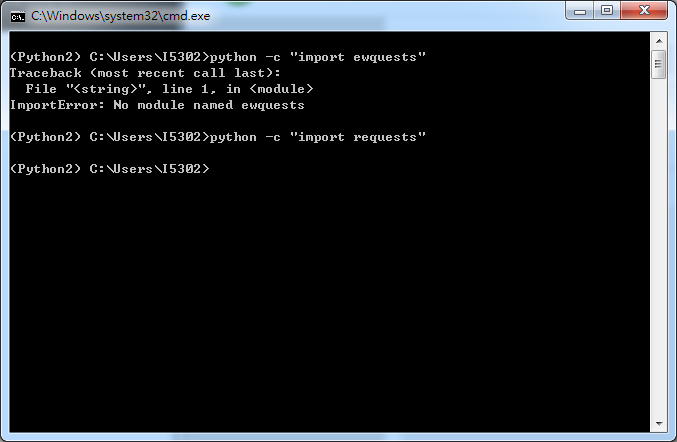 C:\Windows\system32\cmd.exe
(Python2) C:\Users\I5302>python -c "import ewquests"
Traceback (most recent call last):
  File "<string>", line 1, in <module>
ImportError: No module named ewquests
(Python2) C:\Users\I5302>python -c "import requests"
(Python2) C:\Users\I5302>